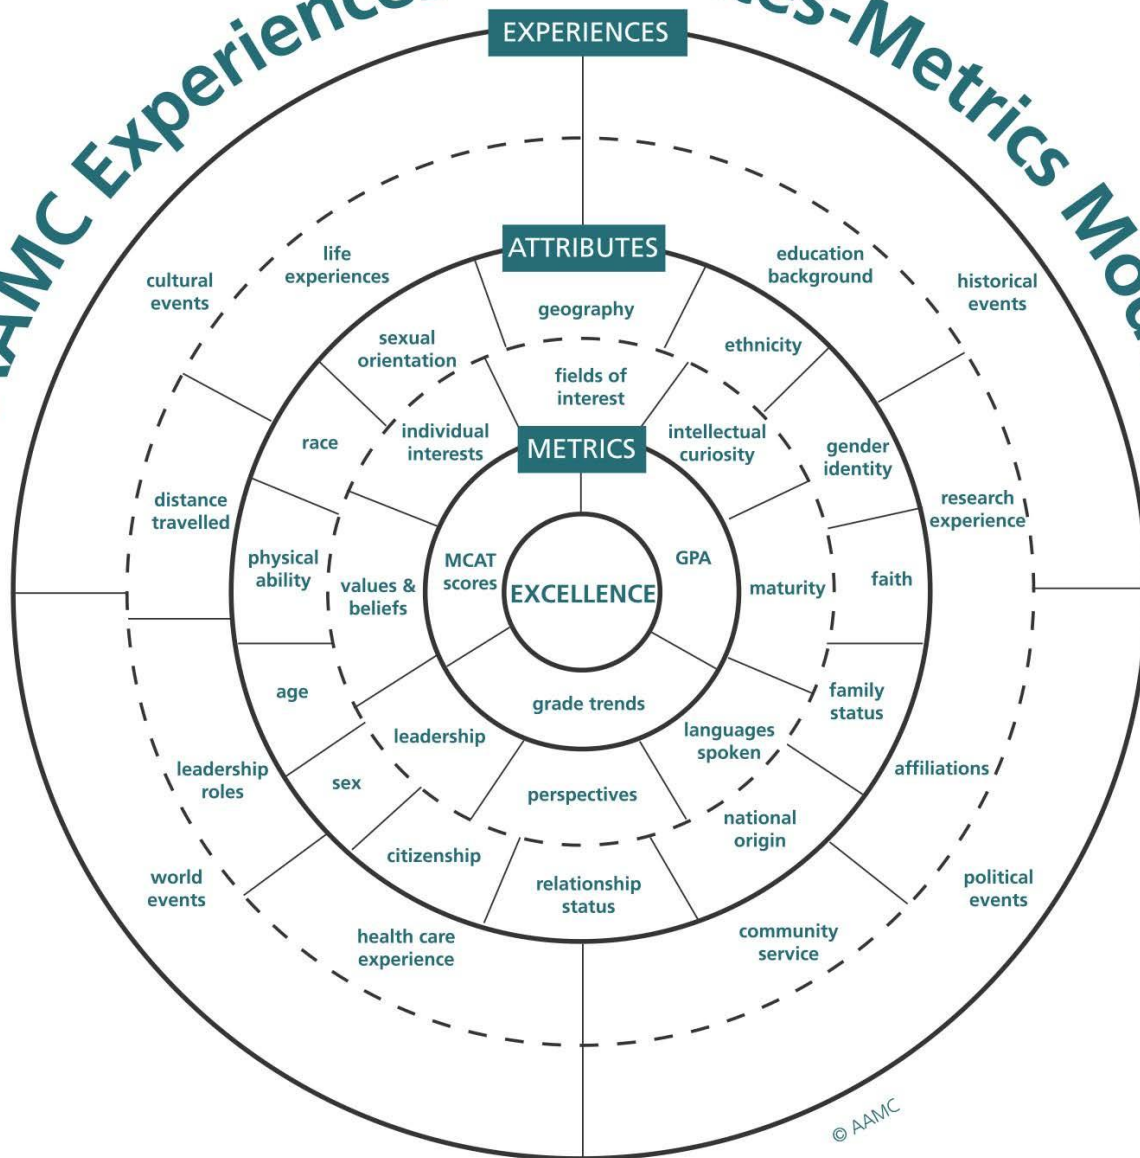 AAMC Experiences
-Metrics
EXPERIENCES
ATTRIBUTES
life
experiences
education
background
cultural
events
historical
events
geography
sexual
orientation
ethnicity
fields of
interest
race
individual
interests
METRICS
intellectual
curiosity
gender
identity
distance
travelled
research
experience
physical
ability
values &
beliefs
MCAT
scores
EXCELLENCE
GPA
maturity
faith
age
grade trends
family
status
leadership
languages
spoken
leadership
roles
sex
perspectives
affiliations
national
origin
citizenship
relationship
status
world
events
political
events
health care
experience
community
service
© AAMC